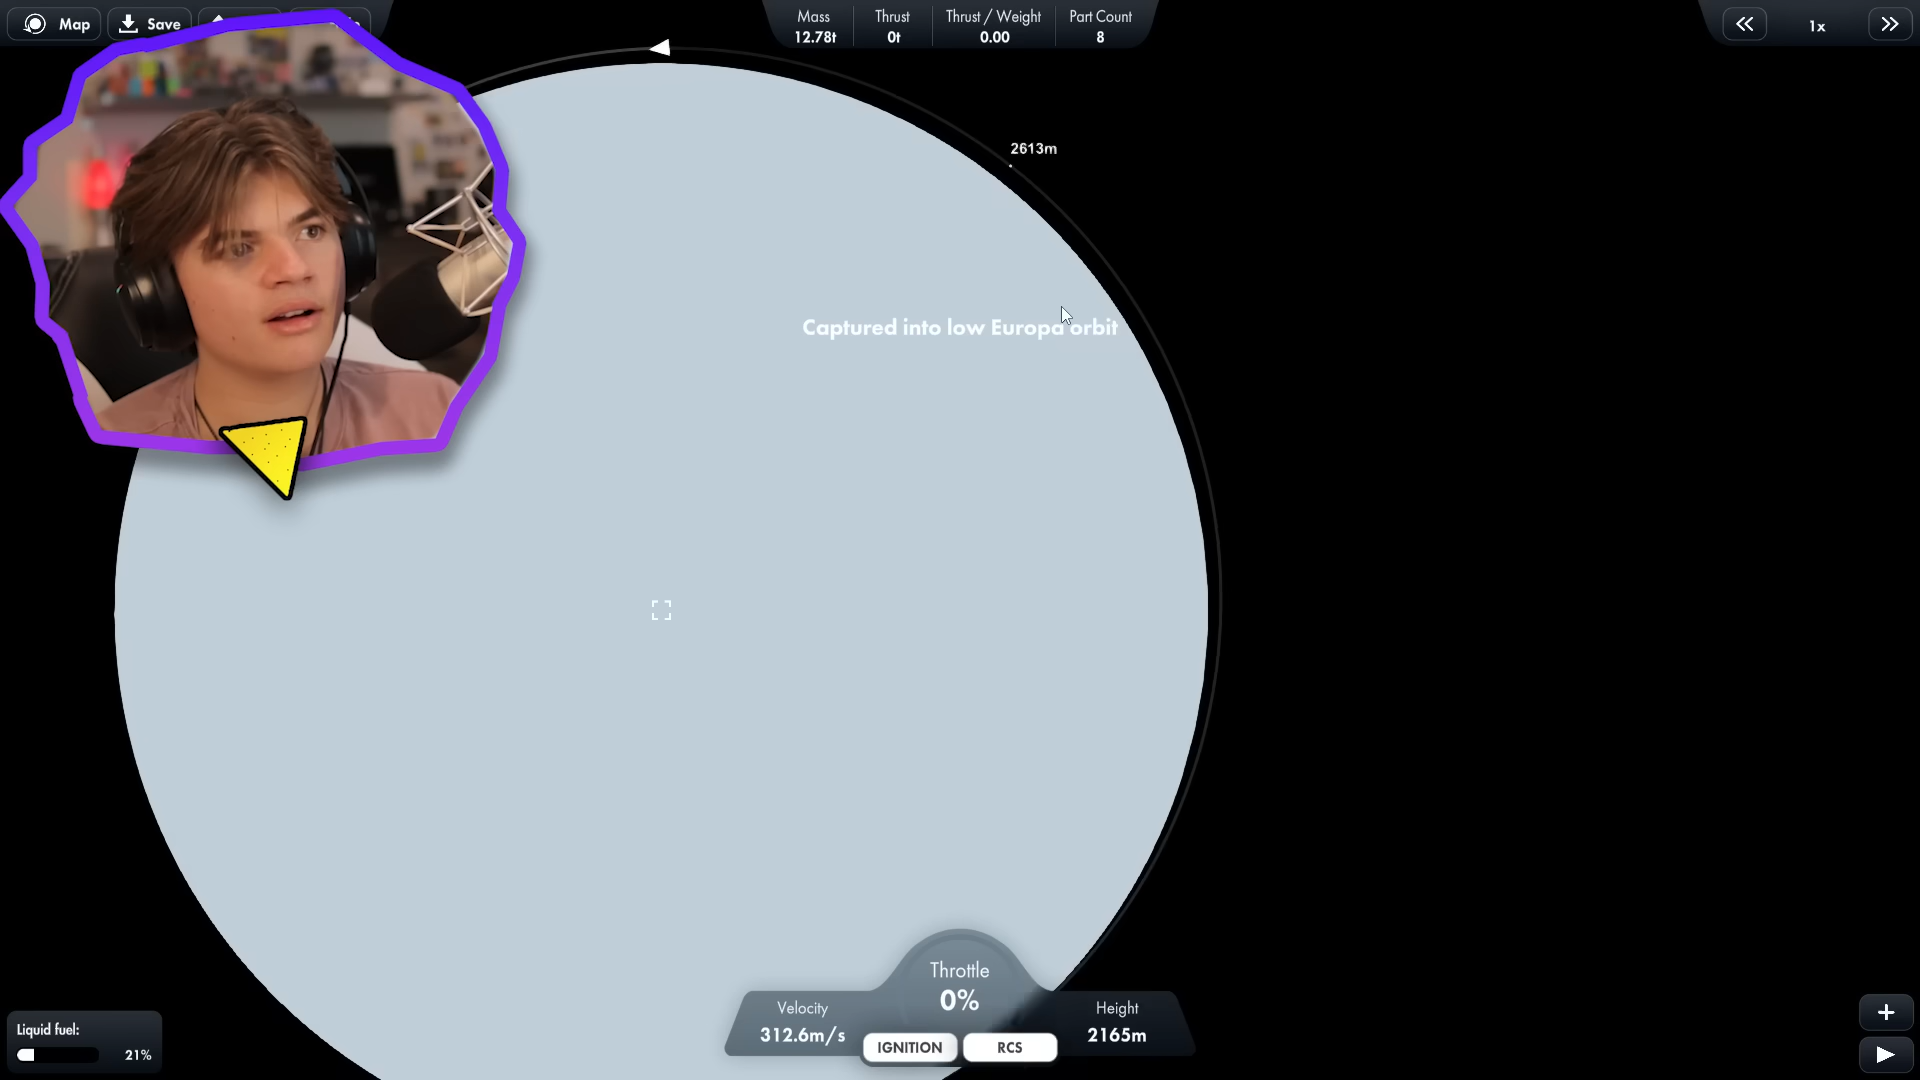 Map
Save
Mass
12.78t
Thrust
0t
Thrust / Weight
0.00
Part Count
8
1x
2613m
Captured into low Europa orbit
Throttle
0%
Velocity
312.6m/s
Height
2165m
IGNITION
RCS
Liquid fuel:
21%